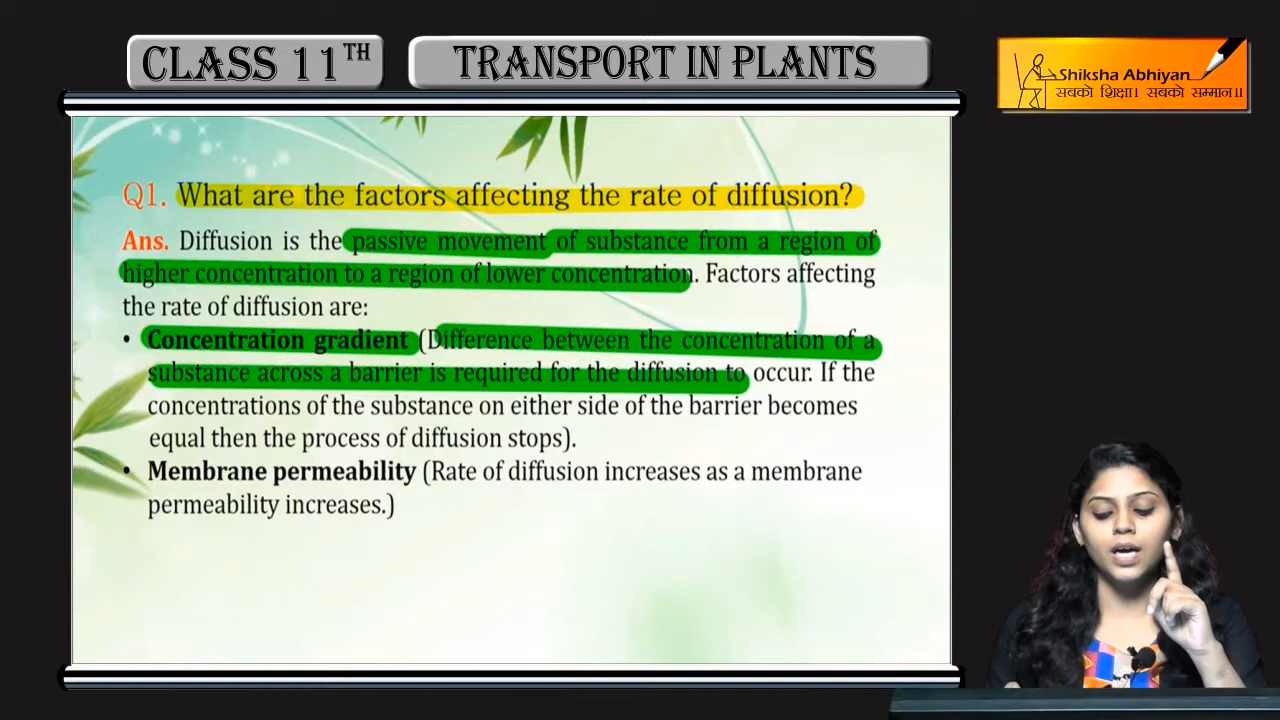 CLASS 11TH
TRANSPORT IN PLANTS
Shiksha Abhiyan
सबको शिक्षा। सबको सम्मान।।
Q1. What are the factors affecting the rate of diffusion?
Ans. Diffusion is the passive movement of substance from a region of
higher concentration to a region of lower concentration. Factors affecting
the rate of diffusion are:
• Concentration gradient (Difference between the concentration of a
substance across a barrier is required for the diffusion to occur. If the
concentrations of the substance on either side of the barrier becomes
equal then the process of diffusion stops).
• Membrane permeability (Rate of diffusion increases as a membrane
permeability increases.)